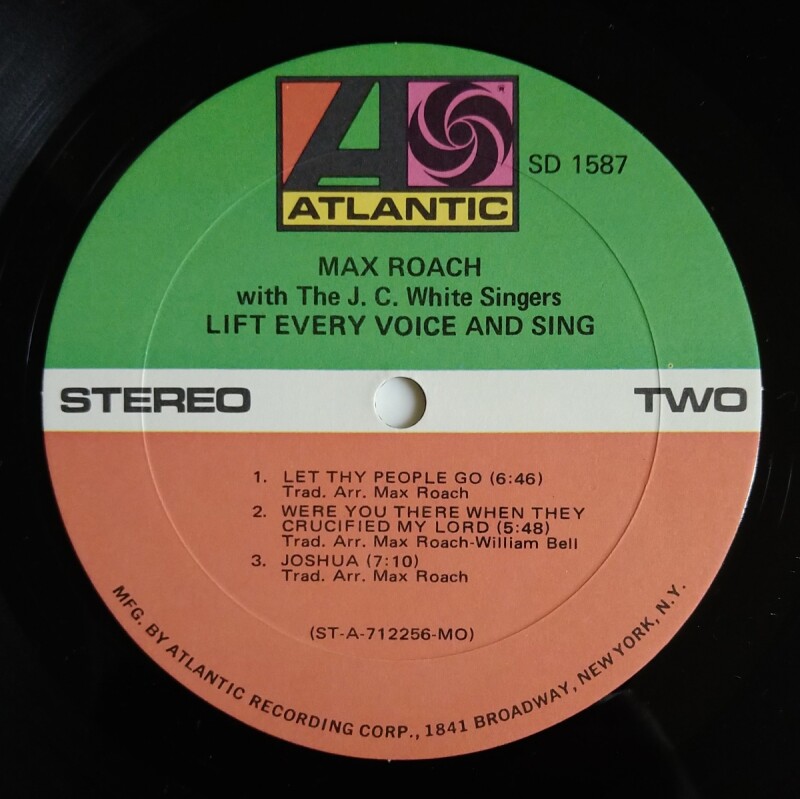 SD 1587
ATLANTIC
MAX ROACH
with The J. C. White Singers
LIFT EVERY VOICE AND SING
STEREO
TWO
1. LET THY PEOPLE GO (6:46)
Trad. Arr. Max Roach
2. WERE YOU THERE WHEN THEY
CRUCIFIED MY LORD (5:48)
Trad. Arr. Max Roach-William Bell
3. JOSHUA (7:10)
Trad. Arr. Max Roach
(ST-A-712256-MO)
MFG. BY ATLANTIC RECORDING CORP., 1841 BROADWAY, NEW YORK, N.Y.